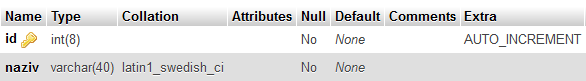 Name Type Collation Attributes Null Default Comments Extra
id int(8) No None AUTO_INCREMENT
naziv varchar(40) latin1_swedish_ci No None